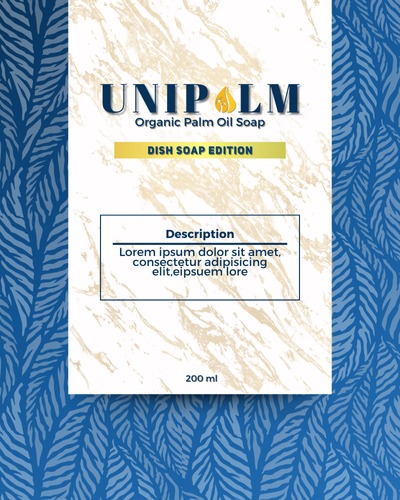 UNIPALM
Organic Palm Oil Soap
DISH SOAP EDITION
Description
Lorem ipsum dolor sit amet,
consectetur adipisicing
elit,eipsuem lore
200 ml